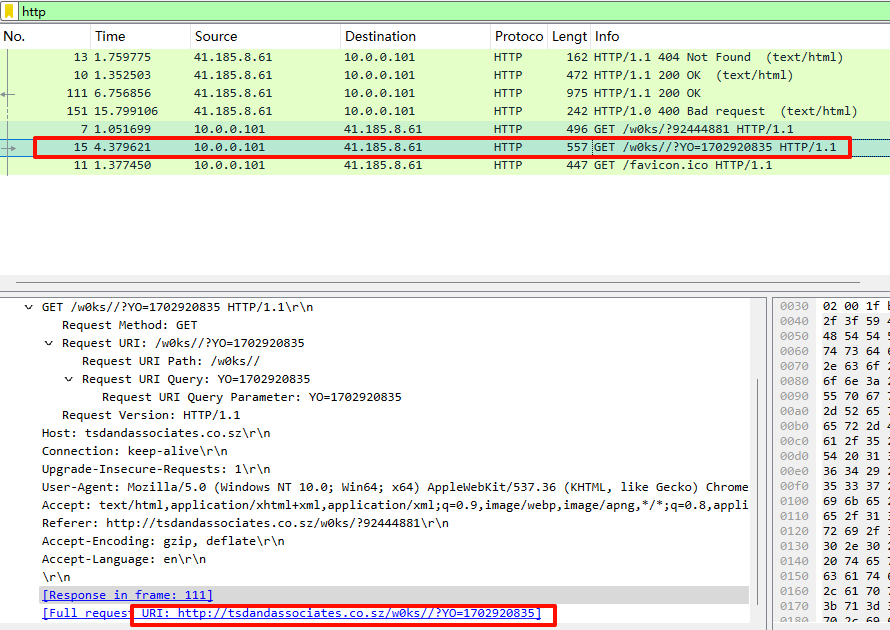 http
No. Time Source Destination Protoco Lengt Info
13 1.759775 41.185.8.61 10.0.0.101 HTTP 162 HTTP/1.1 404 Not Found (text/html)
10 1.352503 41.185.8.61 10.0.0.101 HTTP 472 HTTP/1.1 200 OK (text/html)
111 6.756856 41.185.8.61 10.0.0.101 HTTP 975 HTTP/1.1 200 OK
151 15.799106 41.185.8.61 10.0.0.101 HTTP 242 HTTP/1.0 400 Bad request (text/html)
7 1.051699 10.0.0.101 41.185.8.61 HTTP 496 GET /w0ks/?92444881 HTTP/1.1
15 4.379621 10.0.0.101 41.185.8.61 HTTP 557 GET /w0ks//?YO=1702920835 HTTP/1.1
11 1.377450 10.0.0.101 41.185.8.61 HTTP 447 GET /favicon.ico HTTP/1.1
GET /w0ks//?YO=1702920835 HTTP/1.1\r\n
Request Method: GET
Request URI: /w0ks//?YO=1702920835
Request URI Path: /w0ks//
Request URI Query: YO=1702920835
Request URI Query Parameter: YO=1702920835
Request Version: HTTP/1.1
Host: tsdandassociates.co.sz\r\n
Connection: keep-alive\r\n
Upgrade-Insecure-Requests: 1\r\n
User-Agent: Mozilla/5.0 (Windows NT 10.0; Win64; x64) AppleWebKit/537.36 (KHTML, like Gecko) Chrome
Accept: text/html,application/xhtml+xml,application/xml;q=0.9,image/webp,image/apng,*/*;q=0.8,appli
Referer: http://tsdandassociates.co.sz/w0ks/?92444881\r\n
Accept-Encoding: gzip, deflate\r\n
Accept-Language: en\r\n
\r\n
[Response in frame: 111]
[Full request URI: http://tsdandassociates.co.sz/w0ks//?YO=1702920835]
0030 02 00 1f
0040 2f 3f 59
0050 48 54 54
0060 74 73 64
0070 2e 63 6f
0080 6f 6e 3a
0090 55 70 67
00a0 2d 52 65
00b0 65 72 2d
00c0 61 2f 35
00d0 54 20 31
00e0 36 34 29
00f0 35 33 37
0100 69 6b 65
0110 65 2f 31
0120 72 69 2f
0130 30 2e 30
0140 20 74 65
0150 63 61 74
0160 2c 61 70
0170 3b 71 3d
0180 70 2c 69